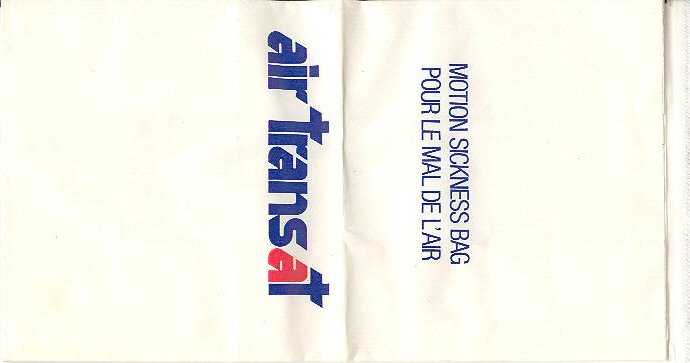 MOTION SICKNESS BAG
POUR LE MAL DE L'AIR
air transat